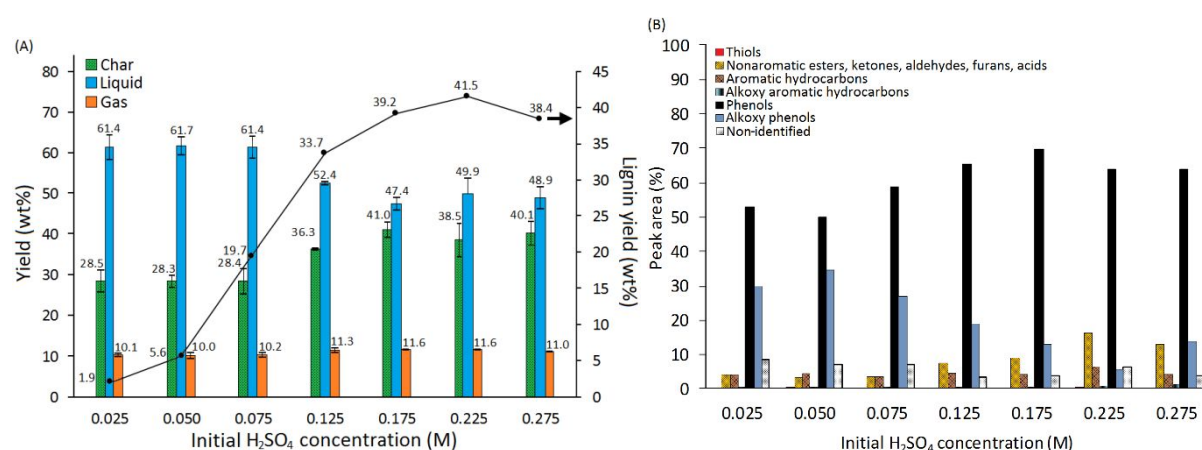 (A)
Char
Liquid
Gas
Yield (wt%)
80
70
60
50
40
30
20
10
0
61.4 61.7 61.4 52.4 47.4 49.9 48.9
28.5 28.3 28.4 36.3 41.0 38.5 40.1
10.1 10.0 10.2 11.3 11.6 11.6 11.0
1.9 5.6 19.7 33.7 39.2 41.5 38.4
45
40
35
30
25
20
15
10
5
0
Lignin yield (wt%)
0.025 0.050 0.075 0.125 0.175 0.225 0.275
Initial H₂SO₄ concentration (M)
(B)
Thiols
Nonaromatic esters, ketones, aldehydes, furans, acids
Aromatic hydrocarbons
Alkoxy aromatic hydrocarbons
Phenols
Alkoxy phenols
Non-identified
Peak area (%)
100
90
80
70
60
50
40
30
20
10
0
0.025 0.050 0.075 0.125 0.175 0.225 0.275
Initial H₂SO₄ concentration (M)